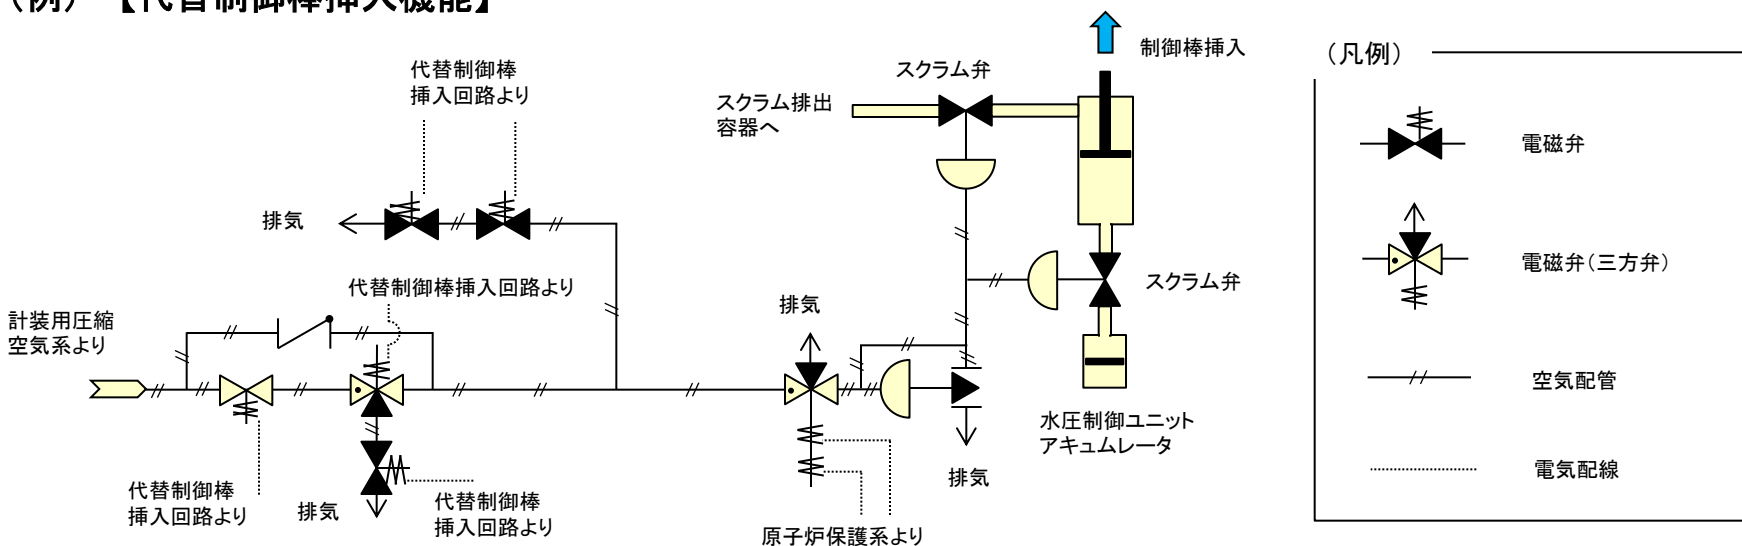 (例) 【代替制御棒挿入機能】
制御棒挿入
(凡例)
代替制御棒
挿入回路より
スクラム弁
スクラム排出
容器へ
電磁弁
排気
電磁弁(三方弁)
代替制御棒挿入回路より
スクラム弁
排気
計装用圧縮
空気系より
空気配管
水圧制御ユニット
アキュムレータ
排気
電気配線
代替制御棒
挿入回路より
排気
代替制御棒
挿入回路より
原子炉保護系より